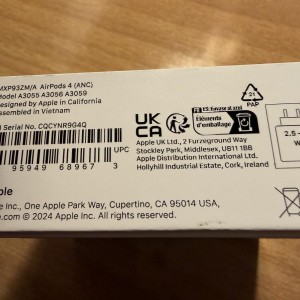 MXP93ZM/A AirPods 4 (ANC)
Model A3055 A3056 A3059
Designed by Apple in California
Assembled in Vietnam
Serial No. CQCYNR9G4Q
UPC
95949 68967 3
UK
CA
FR
Éléments
d'emballage
21
PAP
2.5 -
W
Apple UK Ltd., 2 Furzeground Way
Stockley Park, Middlesex, UB11 1BB
Apple Distribution International Ltd.
Hollyhill Industrial Estate, Cork, Ireland
Apple
Inc., One Apple Park Way, Cupertino, CA 95014 USA,
© 2024 Apple Inc. All rights reserved.